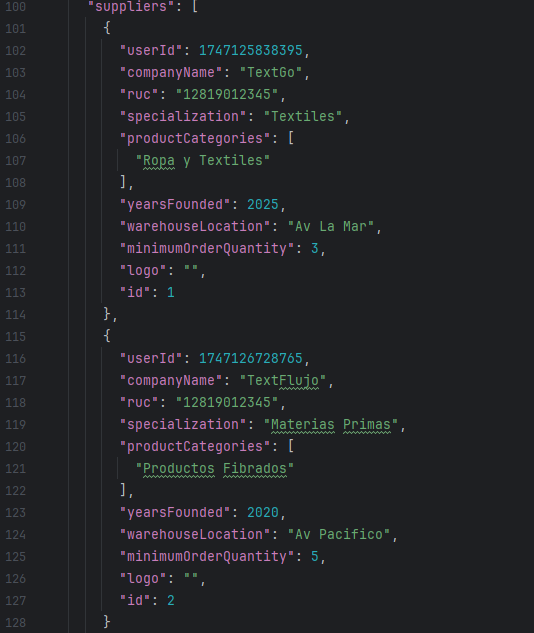 100 "suppliers": [
101 {
102 "userId": 1747125838395,
103 "companyName": "TextGo",
104 "ruc": "12819012345",
105 "specialization": "Textiles",
106 "productCategories": [
107 "Ropa y Textiles"
108 ],
109 "yearsFounded": 2025,
110 "warehouseLocation": "Av La Mar",
111 "minimumOrderQuantity": 3,
112 "logo": "",
113 "id": 1
114 },
115 {
116 "userId": 1747126728765,
117 "companyName": "TextFlujo",
118 "ruc": "12819012345",
119 "specialization": "Materias Primas",
120 "productCategories": [
121 "Productos Fibrados"
122 ],
123 "yearsFounded": 2020,
124 "warehouseLocation": "Av Pacifico",
125 "minimumOrderQuantity": 5,
126 "logo": "",
127 "id": 2
128 }